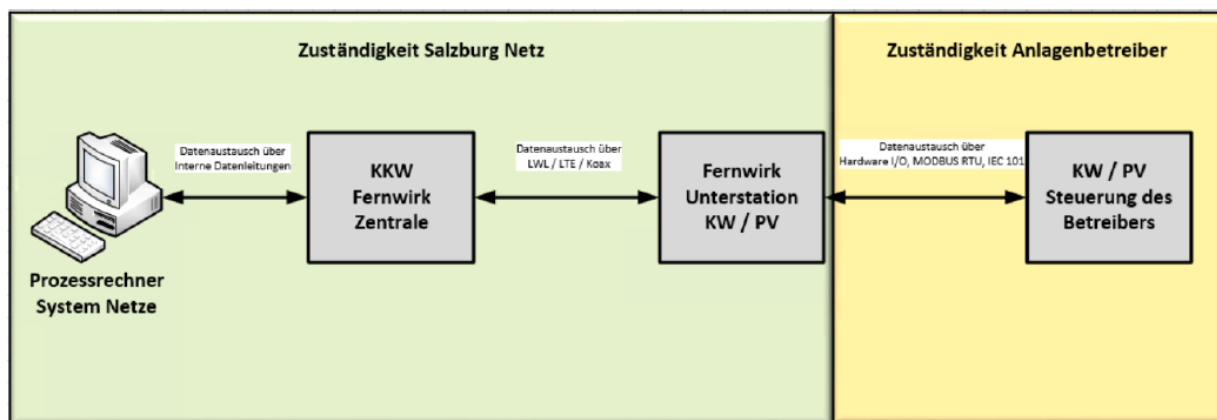 Zuständigkeit Salzburg Netz
Zuständigkeit Anlagenbetreiber
Datenaustausch über
Interne Datenleitungen
Datenaustausch über
LWL / LTE / Koax
Datenaustausch über
Hardware I/O, MODBUS RTU, IEC 101
KKW
Fernwirk
Zentrale
Fernwirk
Unterstation
KW / PV
KW / PV
Steuerung des
Betreibers
Prozessrechner
System Netze